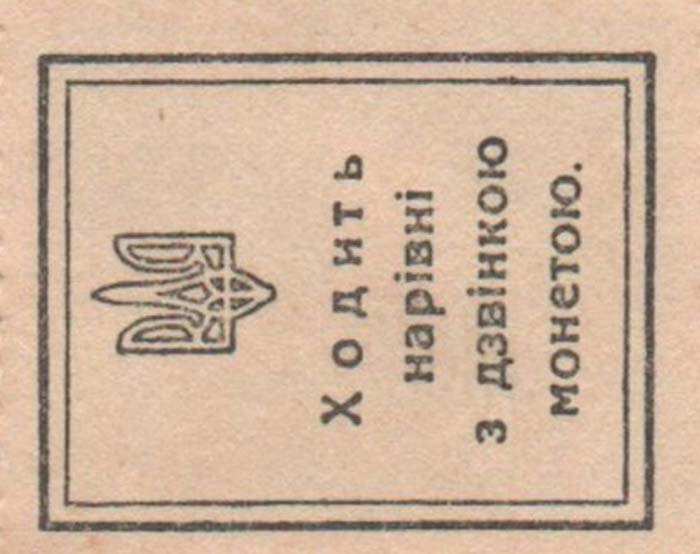 Ходить
нарівні
з дзвінкою
монетою.